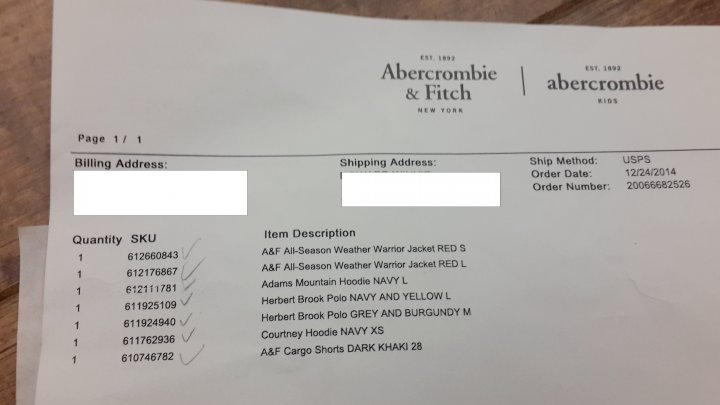 EST. 1892
Abercrombie
& Fitch
NEW YORK
EST. 1892
abercrombie
KIDS
Page 1 / 1
Billing Address:
Shipping Address:
Ship Method: USPS
Order Date: 12/24/2014
Order Number: 20066682526
Quantity SKU Item Description
1 612660843 A&F All-Season Weather Warrior Jacket RED S
1 612176867 A&F All-Season Weather Warrior Jacket RED L
1 612111781 Adams Mountain Hoodie NAVY L
1 611925109 Herbert Brook Polo NAVY AND YELLOW L
1 611924940 Herbert Brook Polo GREY AND BURGUNDY M
1 611762936 Courtney Hoodie NAVY XS
1 610746782 A&F Cargo Shorts DARK KHAKI 28